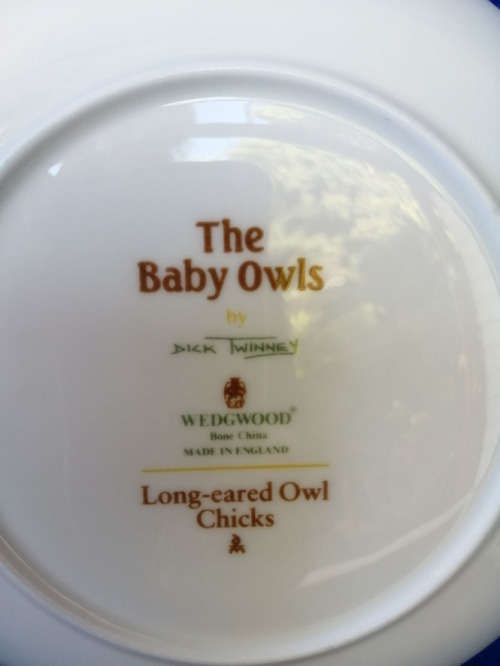 The
Baby Owls
by
DICK TWINNEY
WEDGWOOD®
Bone China
MADE IN ENGLAND
Long-eared Owl
Chicks